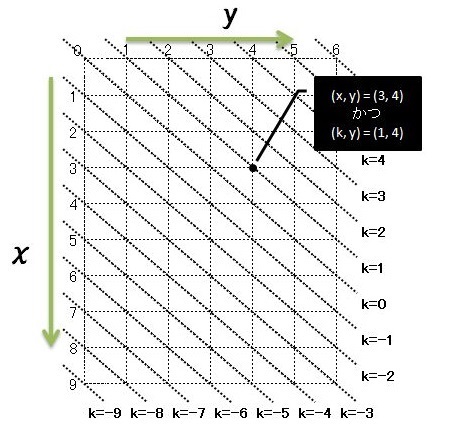 y
0 1 2 3 4 5 6
1
2
3
4
5
6
7
8
9
x
(x, y) = (3, 4)
かつ
(k, y) = (1, 4)
k=4
k=3
k=2
k=1
k=0
k=-1
k=-2
k=-9 k=-8 k=-7 k=-6 k=-5 k=-4 k=-3